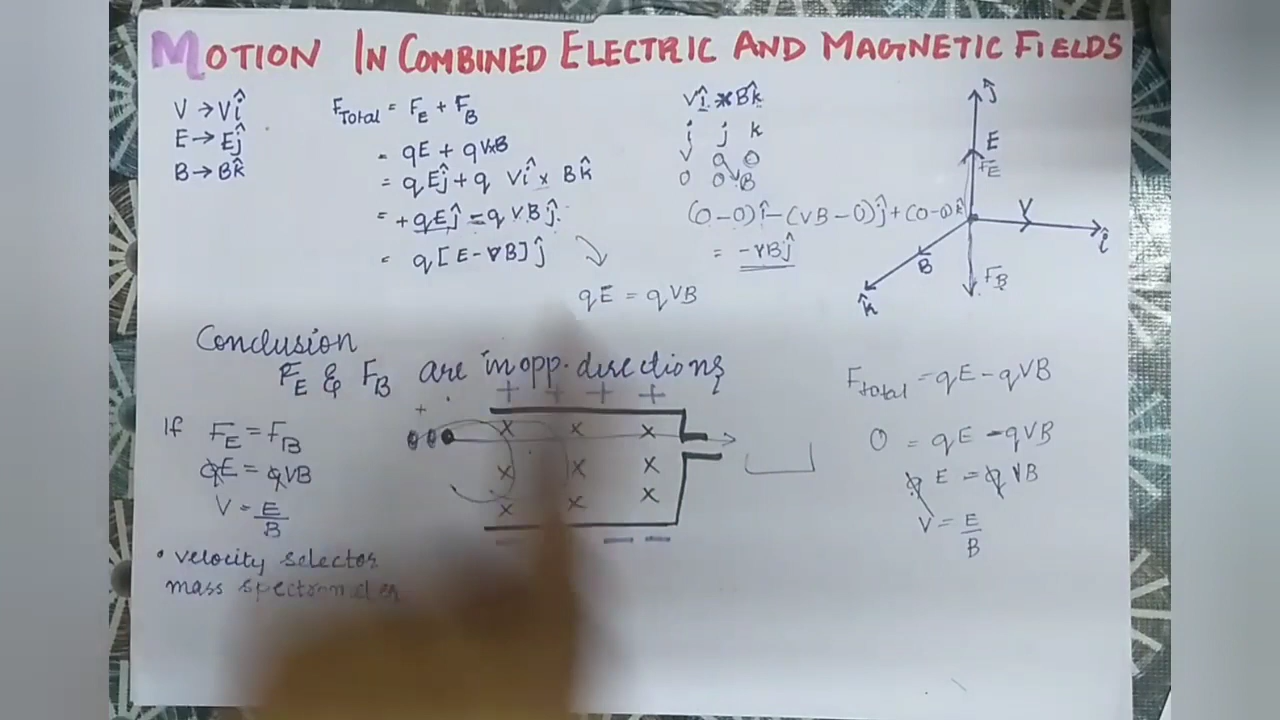 MOTION IN COMBINED ELECTRIC AND MAGNETIC FIELDS
V → Vî
E → Eĵ
B → Bk̂
F_Total = F_E + F_B
= qE + qV×B
= qEĵ + q Vî × Bk̂
= +qEĵ = qVBĵ.
= q[E-VB]ĵ
qE = qVB
Vî × Bk̂
i j k
V 0 0
0 0 B
(0-0)î-(VB-0)ĵ+(0-0)k̂
= -VBĵ
ĵ
E
F_E
V
î
B
k̂
F_B
Conclusion
F_E & F_B are in opp. directions
If F_E = F_B
qE = qVB
V = E/B
• velocity selector
mass
+ + + +
+
× × ×
× × ×
× × ×
F_total = qE - qVB
0 = qE - qVB
q E = q VB
V = E/B